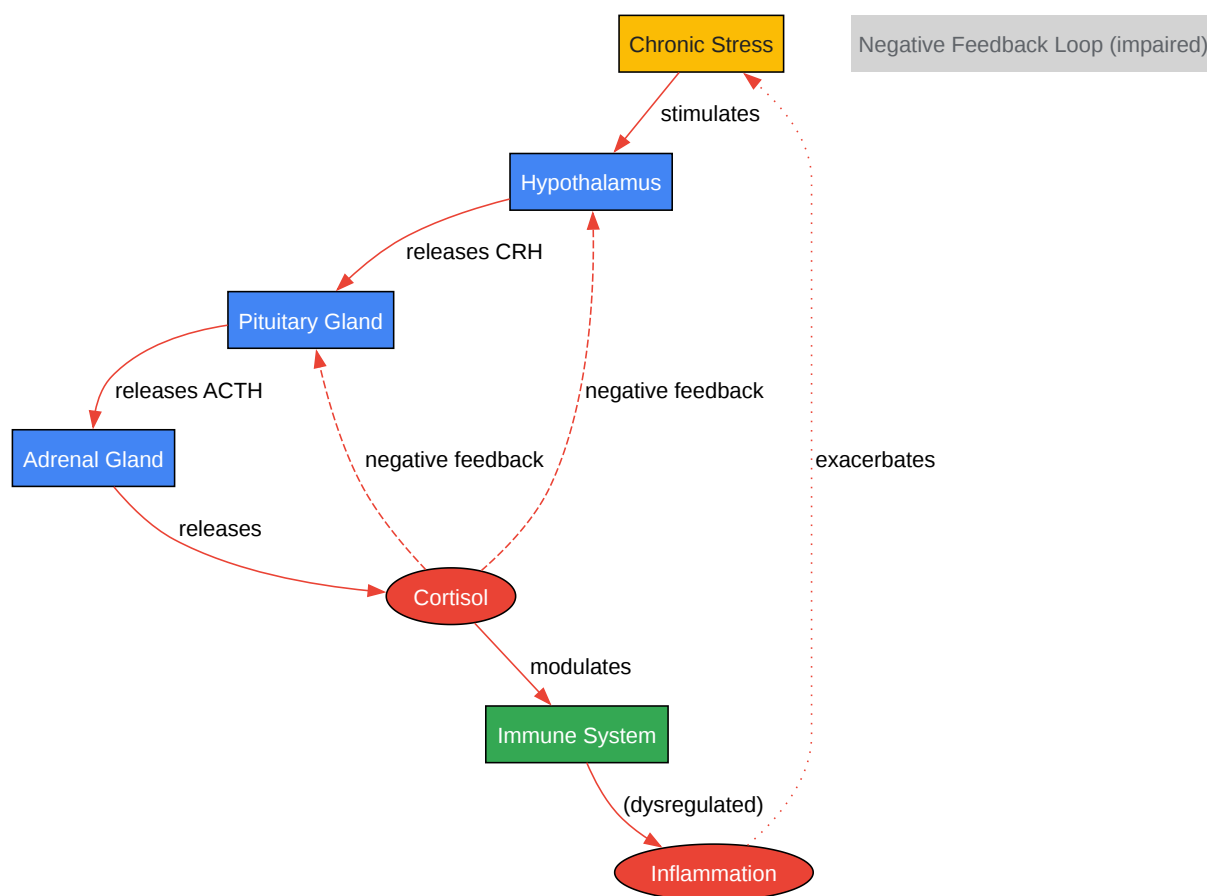 Chronic Stress
Negative Feedback Loop (impaired)
stimulates
Hypothalamus
releases CRH
Pituitary Gland
releases ACTH
negative feedback
Adrenal Gland
negative feedback
exacerbates
releases
Cortisol
modulates
Immune System
(dysregulated)
Inflammation